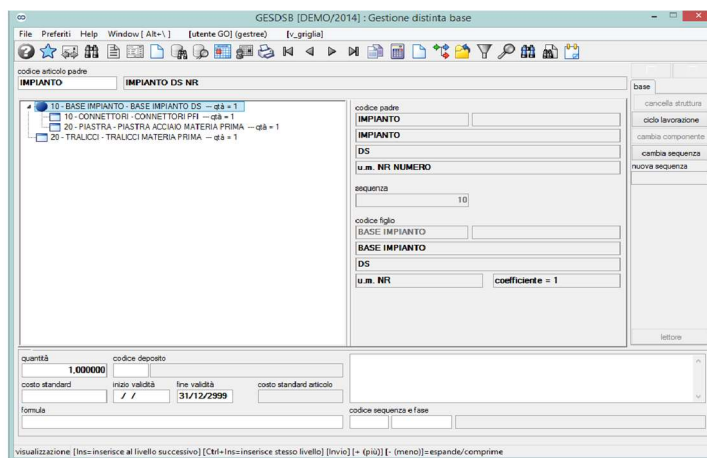 GESDSB [DEMO/2014] : Gestione distinta base
File Preferiti Help Window [ Alt+\ ] [utente GO] (gestree) [v_griglia]
codice articolo padre
IMPIANTO IMPIANTO DS NR
base
10 - BASE IMPIANTO - BASE IMPIANTO DS -- qtà = 1
10 - CONNETTORI - CONNETTORI PFI -- qtà = 1
20 - PIASTRA - PIASTRA ACCIAIO MATERIA PRIMA -- qtà = 1
20 - TRALICCI - TRALICCI MATERIA PRIMA -- qtà = 1
codice padre
IMPIANTO
IMPIANTO
DS
u.m. NR NUMERO
sequenza
10
codice figlio
BASE IMPIANTO
BASE IMPIANTO
DS
u.m. NR coefficiente = 1
cancella struttura
ciclo lavorazione
cambia componente
cambia sequenza
nuova sequenza
lettore
quantità codice deposito
1,000000
costo standard inizio validità fine validità costo standard articolo
/ / 31/12/2999
formula codice sequenza e fase
visualizzazione [Ins=inserisce al livello successivo] [Ctrl+Ins=inserisce stesso livello] [Invio] [+ (più)] [- (meno)]=espande/comprime